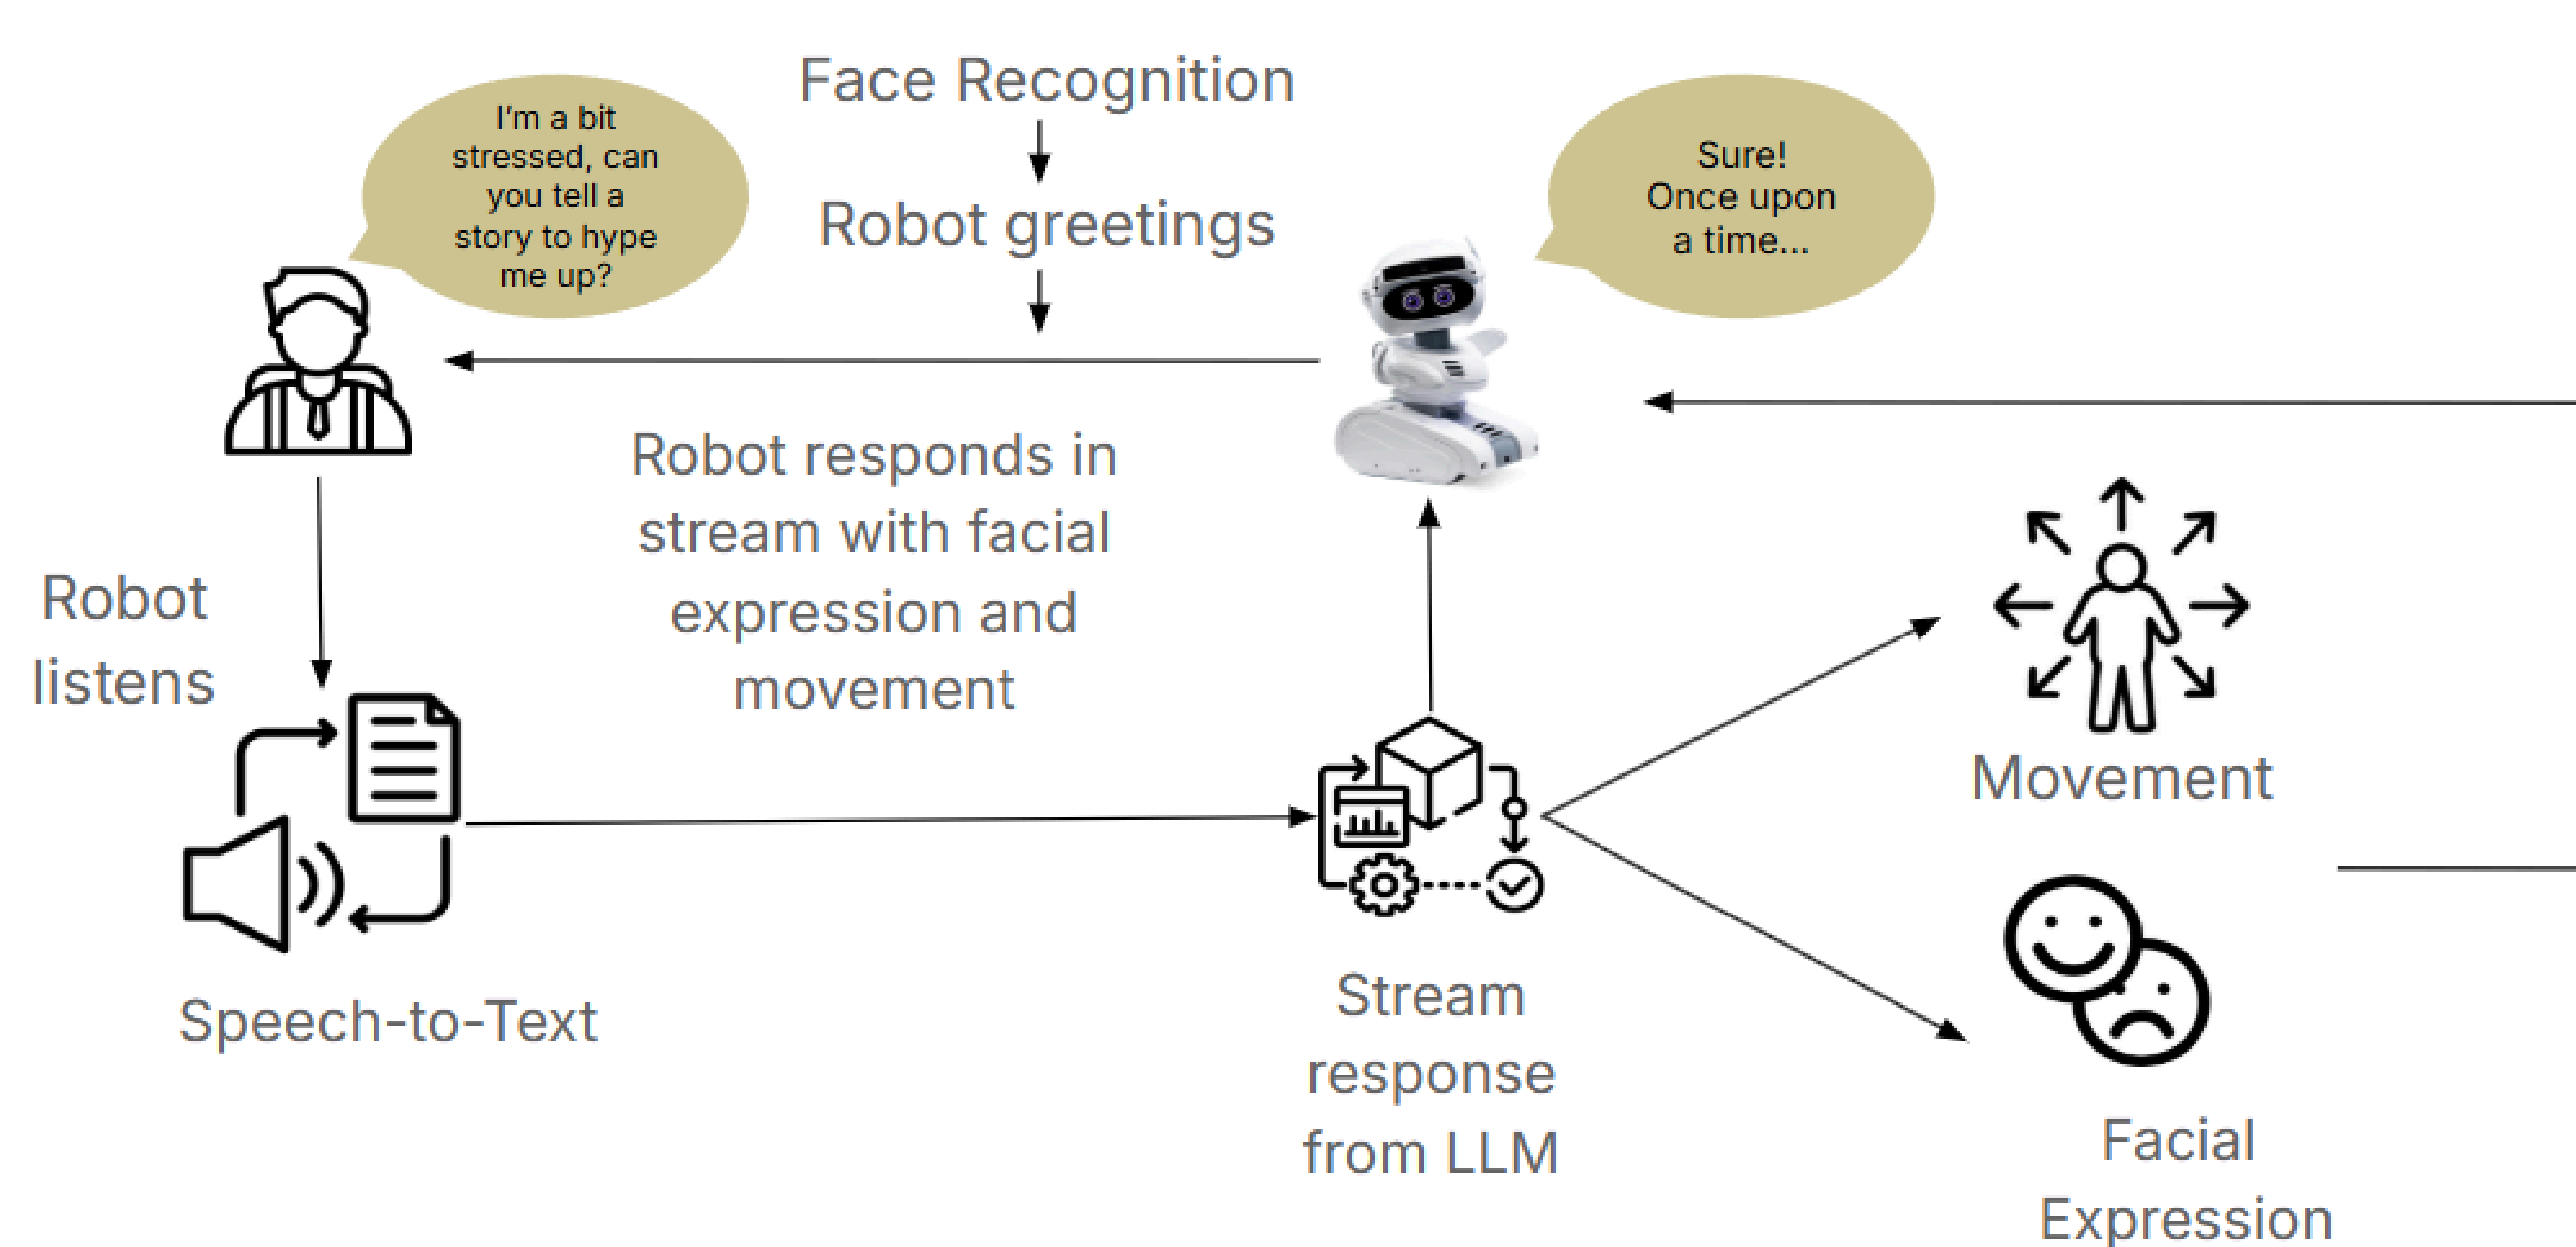 Face Recognition
I'm a bit
stressed, can
you tell a
story to hype
me up?
Sure!
Once upon
a time...
Robot greetings
Robot responds in
stream with facial
expression and
movement
Robot
listens
Movement
Speech-to-Text
Stream
response
from LLM
Facial
Expression